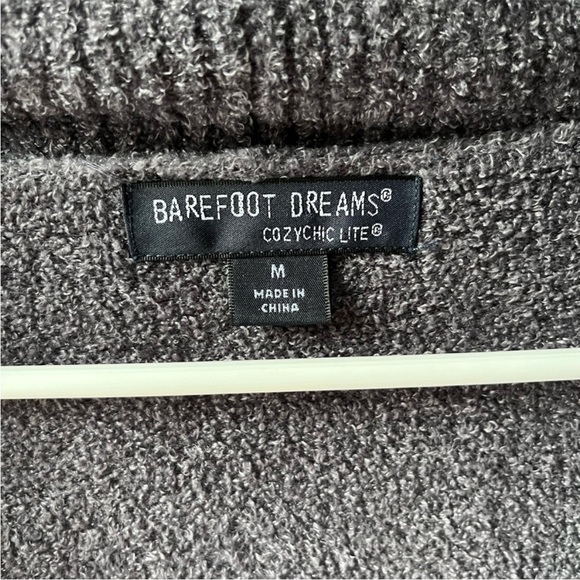 BAREFOOT DREAMS®
COZYCHIC LITE®
M
MADE IN
CHINA